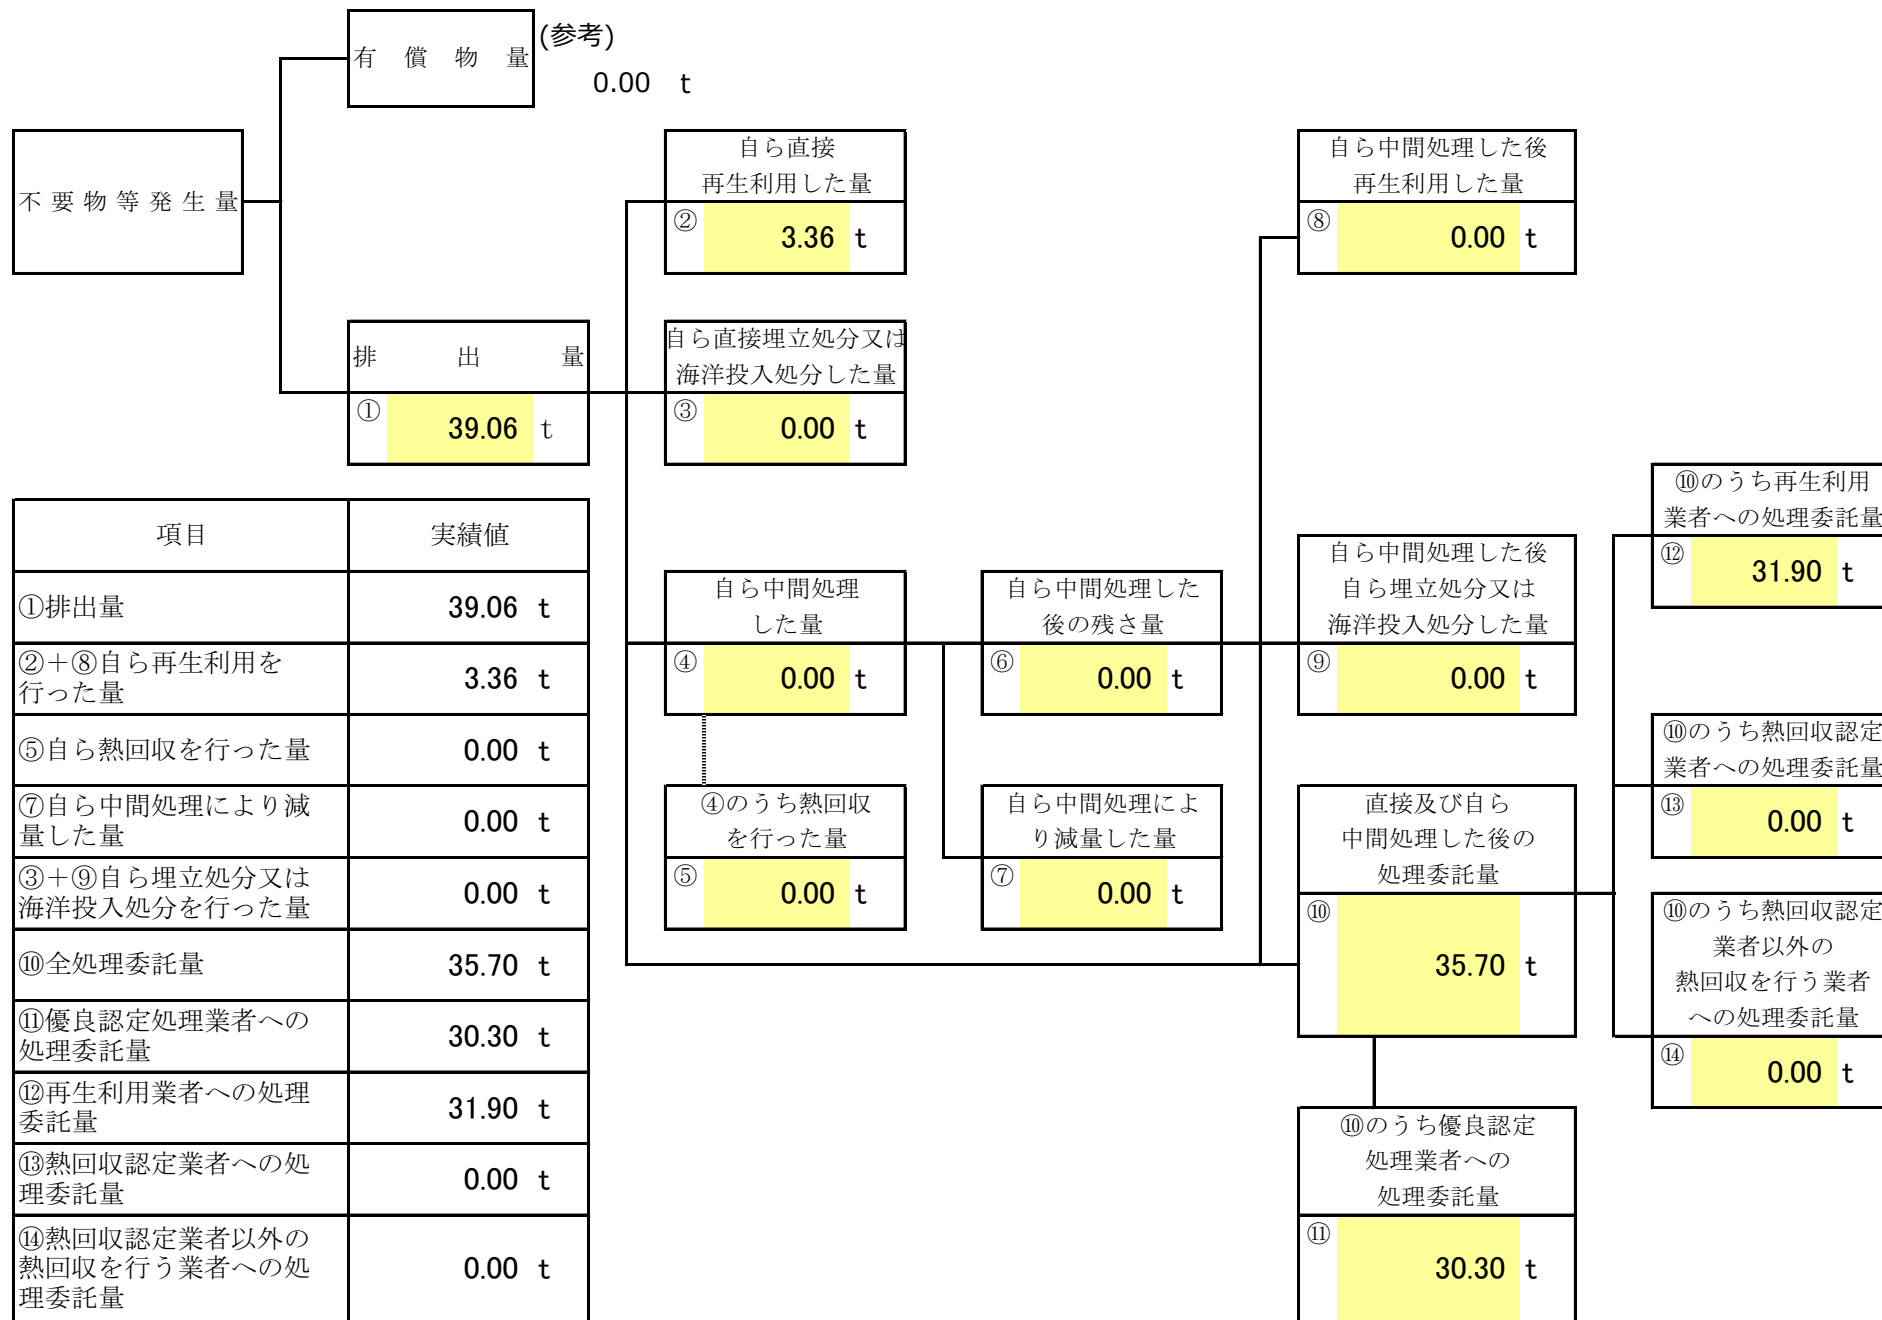 有償物量
(参考)
0.00 t
不要物等発生量
自ら直接
再生利用した量
② 3.36 t
自ら中間処理した後
再生利用した量
⑧ 0.00 t
排出量
① 39.06 t
自ら直接埋立処分又は
海洋投入処分した量
③ 0.00 t
自ら中間処理
した量
④ 0.00 t
自ら中間処理した
後の残さ量
⑥ 0.00 t
自ら中間処理した後
自ら埋立処分又は
海洋投入処分した量
⑨ 0.00 t
⑩のうち再生利用
業者への処理委託量
⑫ 31.90 t
④のうち熱回収
を行った量
⑤ 0.00 t
自ら中間処理によ
り減量した量
⑦ 0.00 t
直接及び自ら
中間処理した後の
処理委託量
⑩ 35.70 t
⑩のうち熱回収認定
業者への処理委託量
⑬ 0.00 t
⑩のうち熱回収認定
業者以外の
熱回収を行う業者
への処理委託量
⑭ 0.00 t
⑩のうち優良認定
処理業者への
処理委託量
⑪ 30.30 t
項目 実績値
①排出量 39.06 t
②＋⑧自ら再生利用を
行った量 3.36 t
⑤自ら熱回収を行った量 0.00 t
⑦自ら中間処理により減
量した量 0.00 t
③＋⑨自ら埋立処分又は
海洋投入処分を行った量 0.00 t
⑩全処理委託量 35.70 t
⑪優良認定処理業者への
処理委託量 30.30 t
⑫再生利用業者への処理
委託量 31.90 t
⑬熱回収認定業者への処
理委託量 0.00 t
⑭熱回収認定業者以外の
熱回収を行う業者への処
理委託量 0.00 t